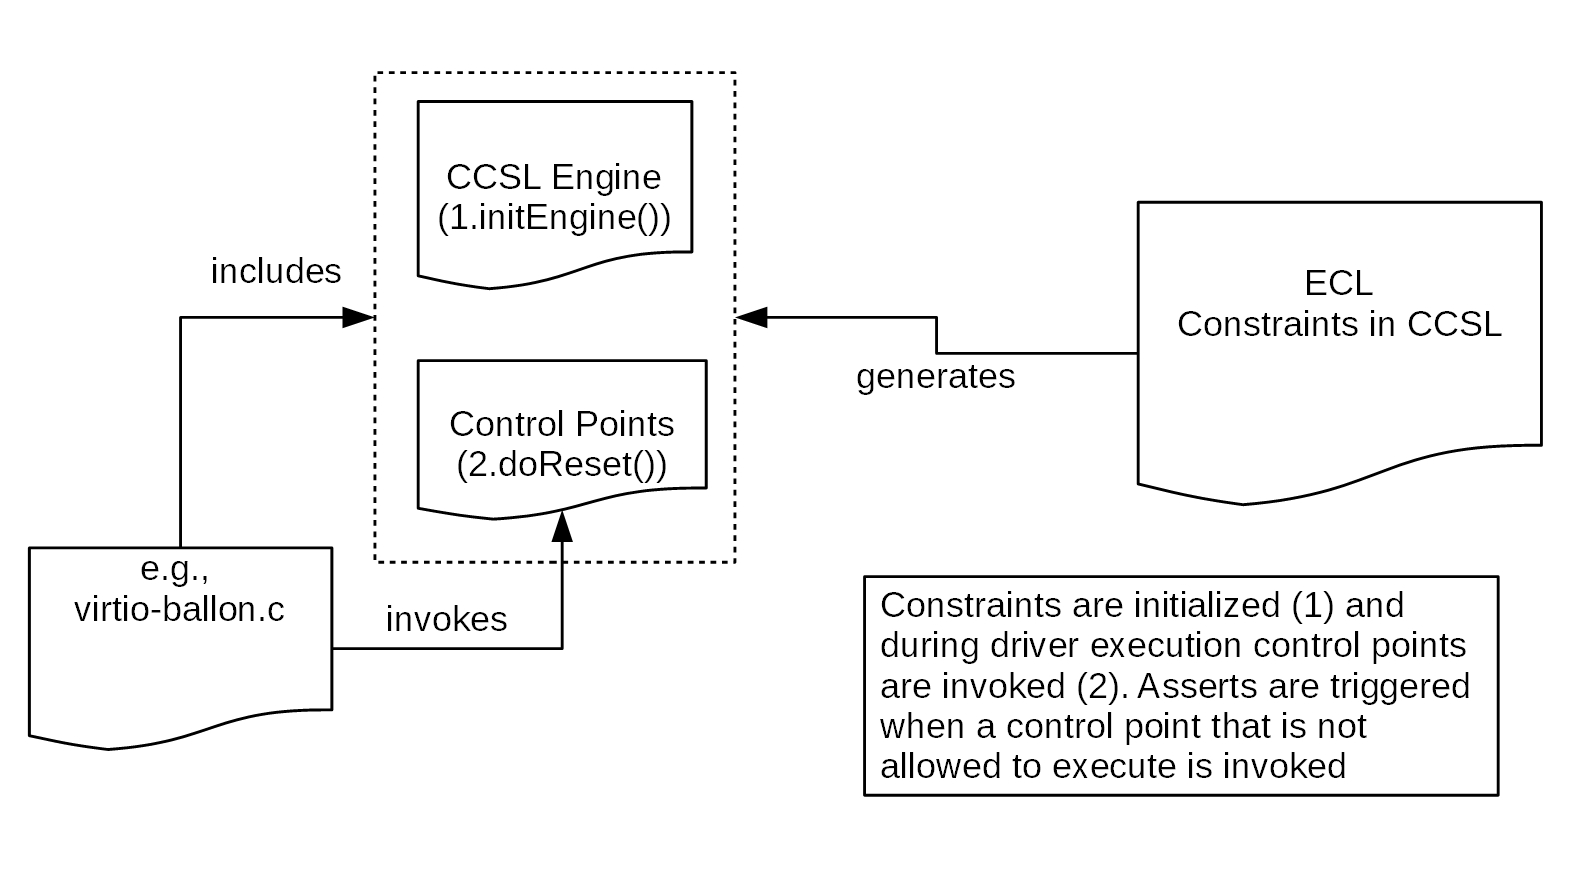 CCSL Engine
(1.initEngine())
includes
ECL
Constraints in CCSL
generates
Control Points
(2.doReset())
e.g.,
virtio-ballon.c
invokes
Constraints are initialized (1) and
during driver execution control points
are invoked (2). Asserts are triggered
when a control point that is not
allowed to execute is invoked